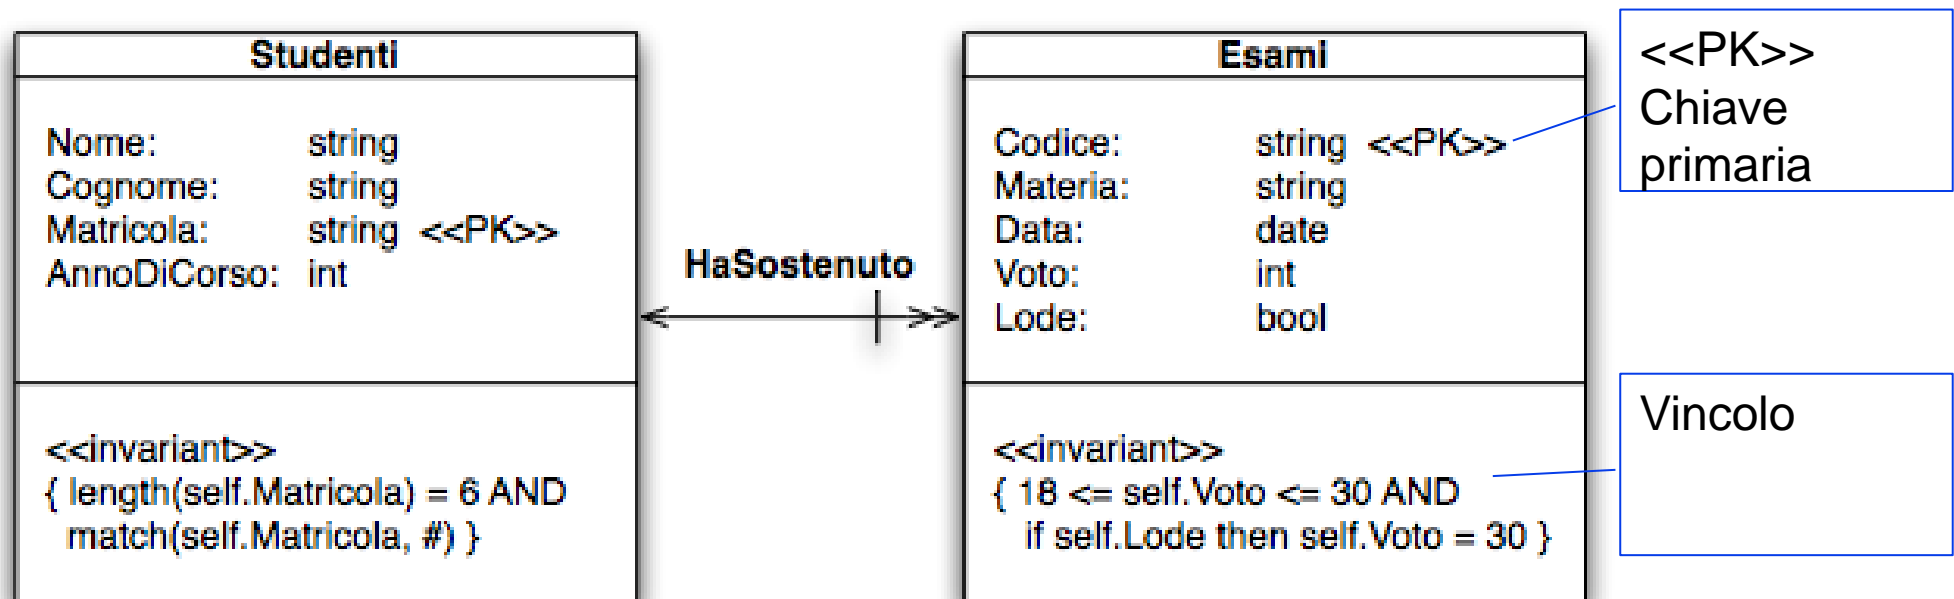 Studenti
Nome: string
Cognome: string
Matricola: string <<PK>>
AnnoDiCorso: int
<<invariant>>
{ length(self.Matricola) = 6 AND
match(self.Matricola, #) }
HaSostenuto
Esami
Codice: string <<PK>>
Materia: string
Data: date
Voto: int
Lode: bool
<<invariant>>
{ 18 <= self.Voto <= 30 AND
if self.Lode then self.Voto = 30 }
<<PK>>
Chiave
primaria
Vincolo